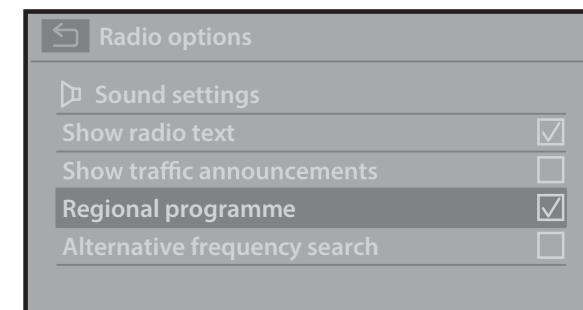 Radio options
Sound settings
Show radio text
Show traffic announcements
Regional programme
Alternative frequency search